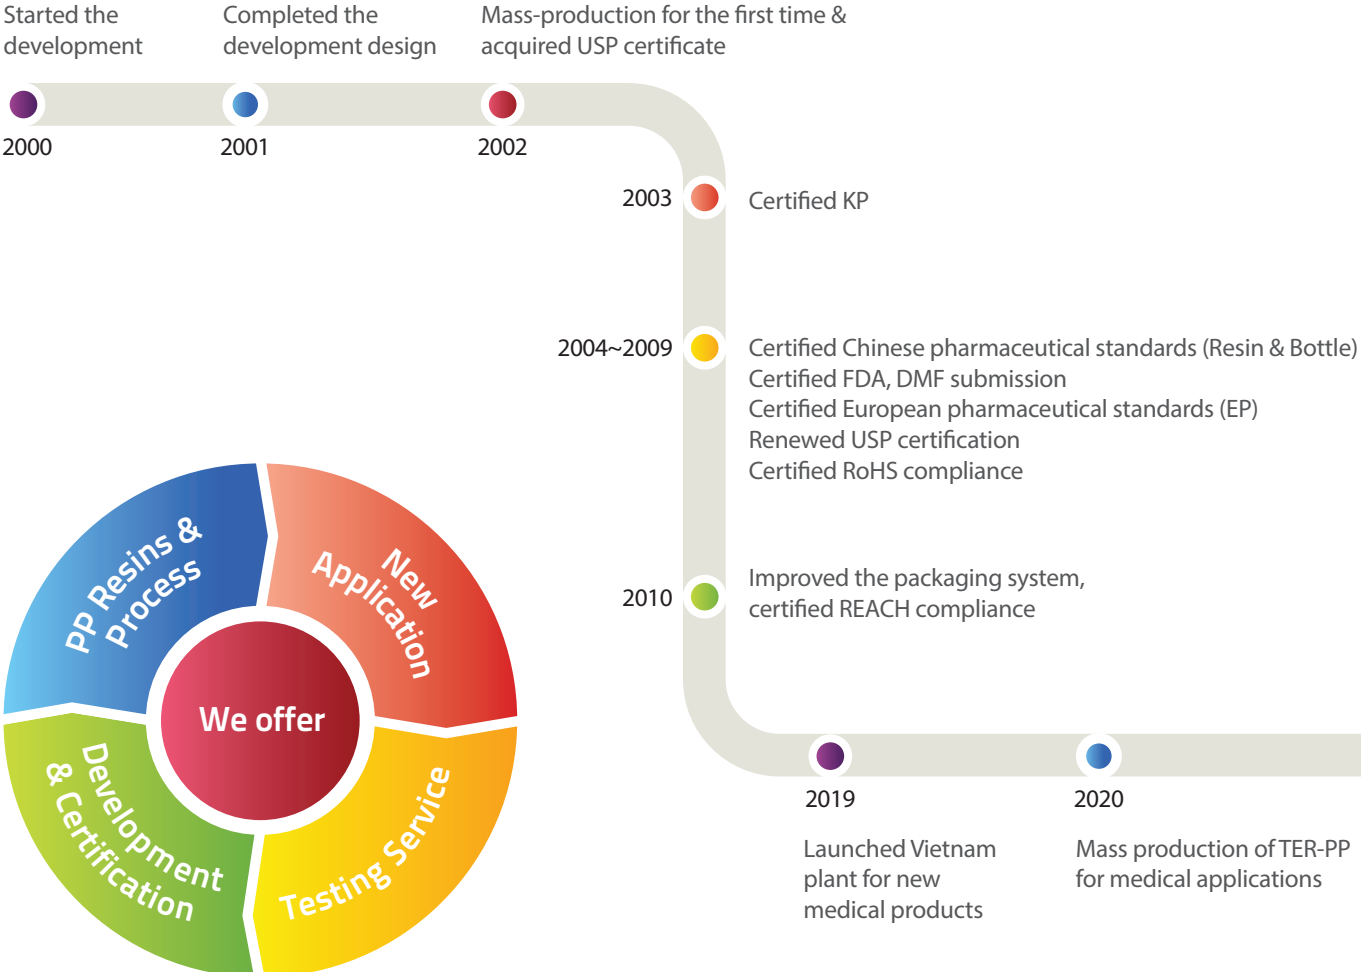 Started the
development
2000
Completed the
development design
2001
Mass-production for the first time &
acquired USP certificate
2002
2003
Certified KP
2004~2009
Certified Chinese pharmaceutical standards (Resin & Bottle)
Certified FDA, DMF submission
Certified European pharmaceutical standards (EP)
Renewed USP certification
Certified RoHS compliance
2010
Improved the packaging system,
certified REACH compliance
2019
Launched Vietnam
plant for new
medical products
2020
Mass production of TER-PP
for medical applications
PP Resins &
Process
New
Application
We offer
Development
& Certification
Testing Service